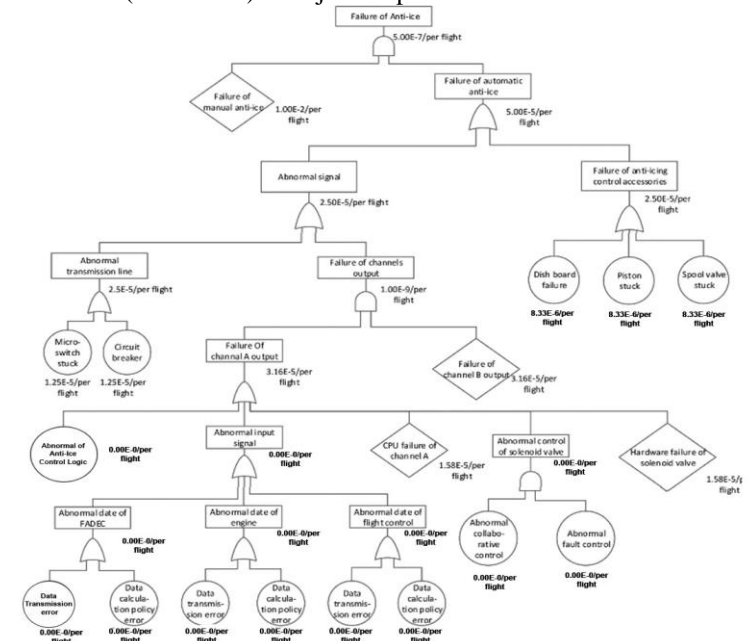 Failure of Anti-ice
5.00E-7/per flight
Failure of
manual anti-ice
1.00E-2/per
flight
Failure of automatic
anti-ice
5.00E-5/per
flight
Abnormal signal
2.50E-5/per flight
Failure of anti-icing
control accessories
2.50E-5/per
flight
Abnormal
transmission line
2.5E-5/per flight
Failure of channels
output
1.00E-9/per
flight
Dish board
failure
8.33E-6/per
flight
Piston
stuck
8.33E-6/per
flight
Spool valve
stuck
8.33E-6/per
flight
Micro-
switch
stuck
1.25E-5/per
flight
Circuit
breaker
1.25E-5/per
flight
Failure Of
channel A output
3.16E-5/per
flight
Failure of
channel B output
3.16E-5/per
flight
Abnormal of
Anti-Ice
Control Logic
0.00E-0/per
flight
Abnormal input
signal
0.00E-0/per
flight
CPU failure of
channel A
1.58E-5/per
flight
Abnormal control
of solenoid valve
0.00E-0/per
flight
Hardware failure of
solenoid valve
1.58E-5/p
flight
Abnormal date of
FADEC
0.00E-0/per
flight
Abnormal date of
engine
0.00E-0/per
flight
Abnormal date of
flight control
0.00E-0/per
flight
Abnormal
collabo-
rative
control
0.00E-0/per
flight
Abnormal
fault control
0.00E-0/per
flight
Data
Transmission
error
0.00E-0/per
flight
Data
calcula-
tion policy
error
0.00E-0/per
flight
Data
transmis-
sion error
0.00E-0/per
flight
Data
calcula-
tion policy
error
0.00E-0/per
flight
Data
transmis-
sion error
0.00E-0/per
flight
Data
calcula-
tion policy
error
0.00E-0/per
flight